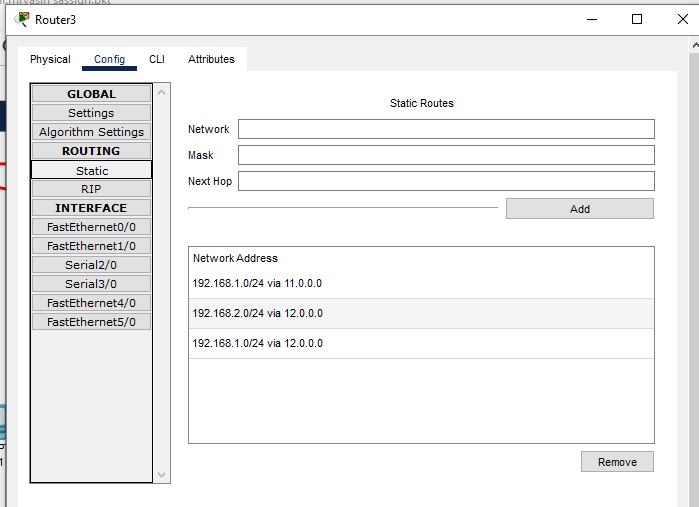 Router3
Physical Config CLI Attributes
GLOBAL
Settings
Algorithm Settings
ROUTING
Static
RIP
INTERFACE
FastEthernet0/0
FastEthernet1/0
Serial2/0
Serial3/0
FastEthernet4/0
FastEthernet5/0
Static Routes
Network
Mask
Next Hop
Add
Network Address
192.168.1.0/24 via 11.0.0.0
192.168.2.0/24 via 12.0.0.0
192.168.1.0/24 via 12.0.0.0
Remove